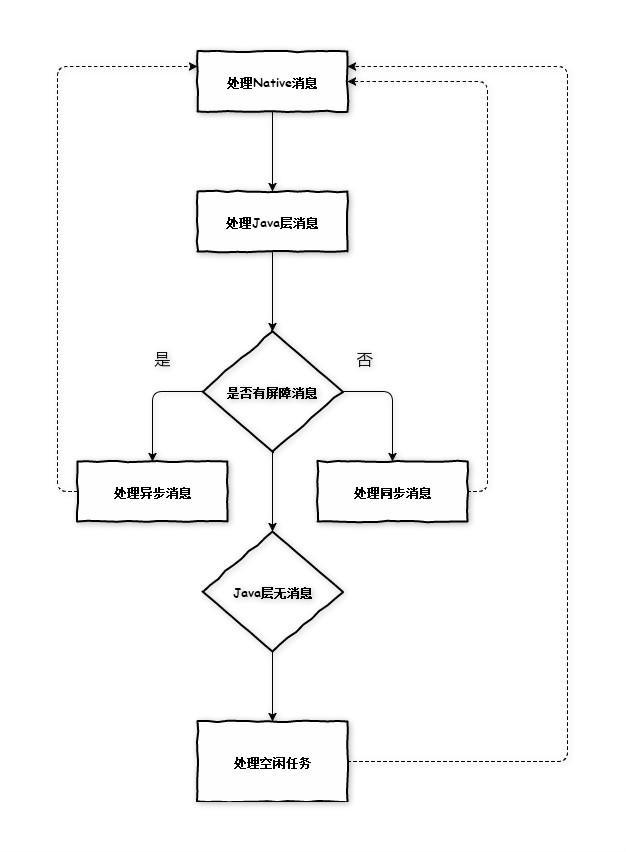 处理Native消息
处理Java层消息
是
否
是否有屏障消息
处理异步消息
处理同步消息
Java层无消息
处理空闲任务